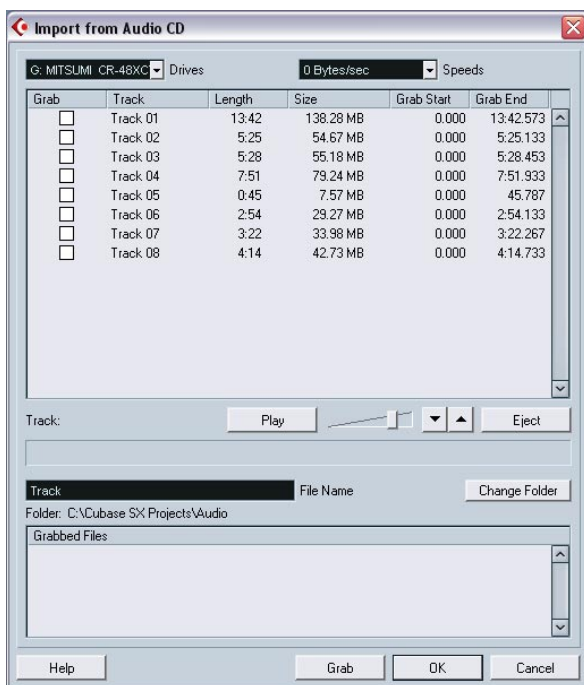 Import from Audio CD
G: MITSUMI CR-48XC Drives 0 Bytes/sec Speeds
Grab Track Length Size Grab Start Grab End
Track 01 13:42 138.28 MB 0.000 13:42.573
Track 02 5:25 54.67 MB 0.000 5:25.133
Track 03 5:28 55.18 MB 0.000 5:28.453
Track 04 7:51 79.24 MB 0.000 7:51.933
Track 05 0:45 7.57 MB 0.000 45.787
Track 06 2:54 29.27 MB 0.000 2:54.133
Track 07 3:22 33.98 MB 0.000 3:22.267
Track 08 4:14 42.73 MB 0.000 4:14.733
Track: Play Eject
Track File Name Change Folder
Folder: C:\Cubase SX Projects\Audio
Grabbed Files
Help Grab OK Cancel